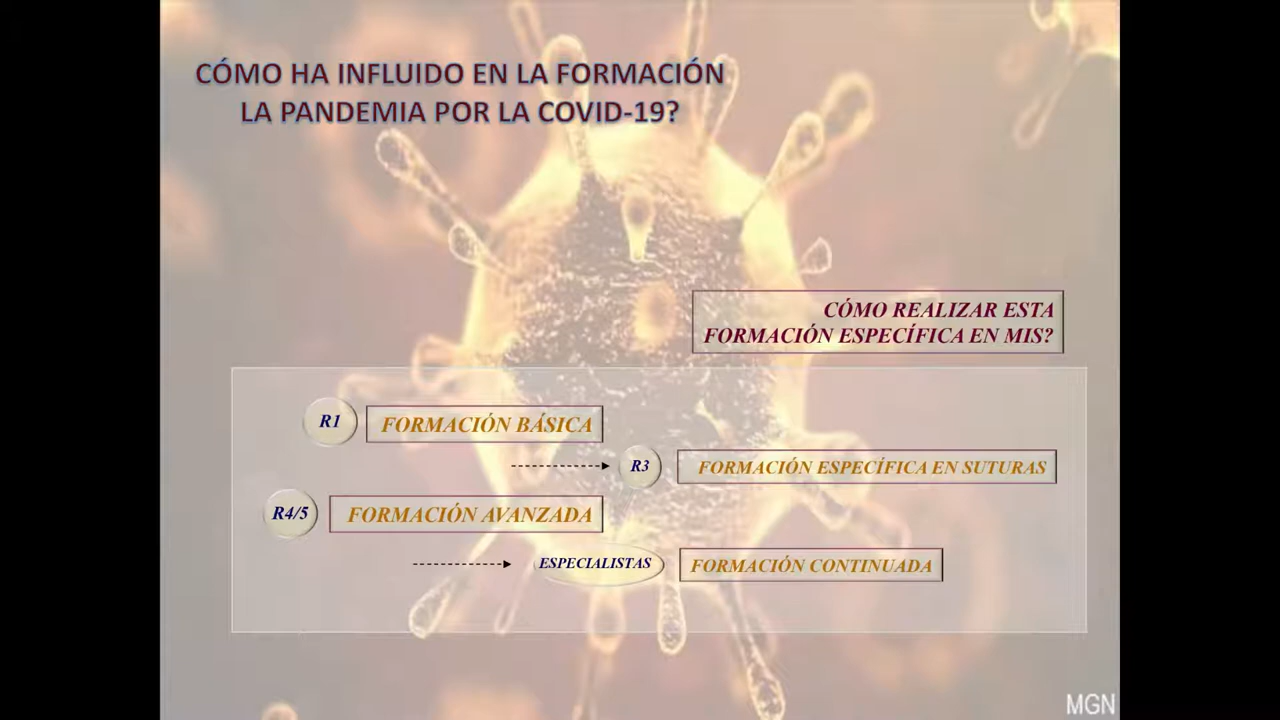 CÓMO HA INFLUIDO EN LA FORMACIÓN
LA PANDEMIA POR LA COVID-19?
CÓMO REALIZAR ESTA
FORMACIÓN ESPECÍFICA EN MIS?
R1
FORMACIÓN BÁSICA
R3
FORMACIÓN ESPECÍFICA EN SUTURAS
R4/5
FORMACIÓN AVANZADA
ESPECIALISTAS
FORMACIÓN CONTINUADA
MGN